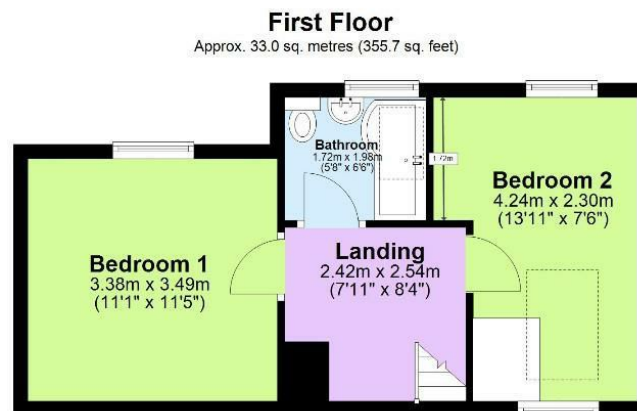 First Floor
Approx. 33.0 sq. metres (355.7 sq. feet)
Bathroom
1.72m x 1.98m
(5'8" x 6'6")
1.72m
Bedroom 2
4.24m x 2.30m
(13'11" x 7'6")
Bedroom 1
3.38m x 3.49m
(11'1" x 11'5")
Landing
2.42m x 2.54m
(7'11" x 8'4")